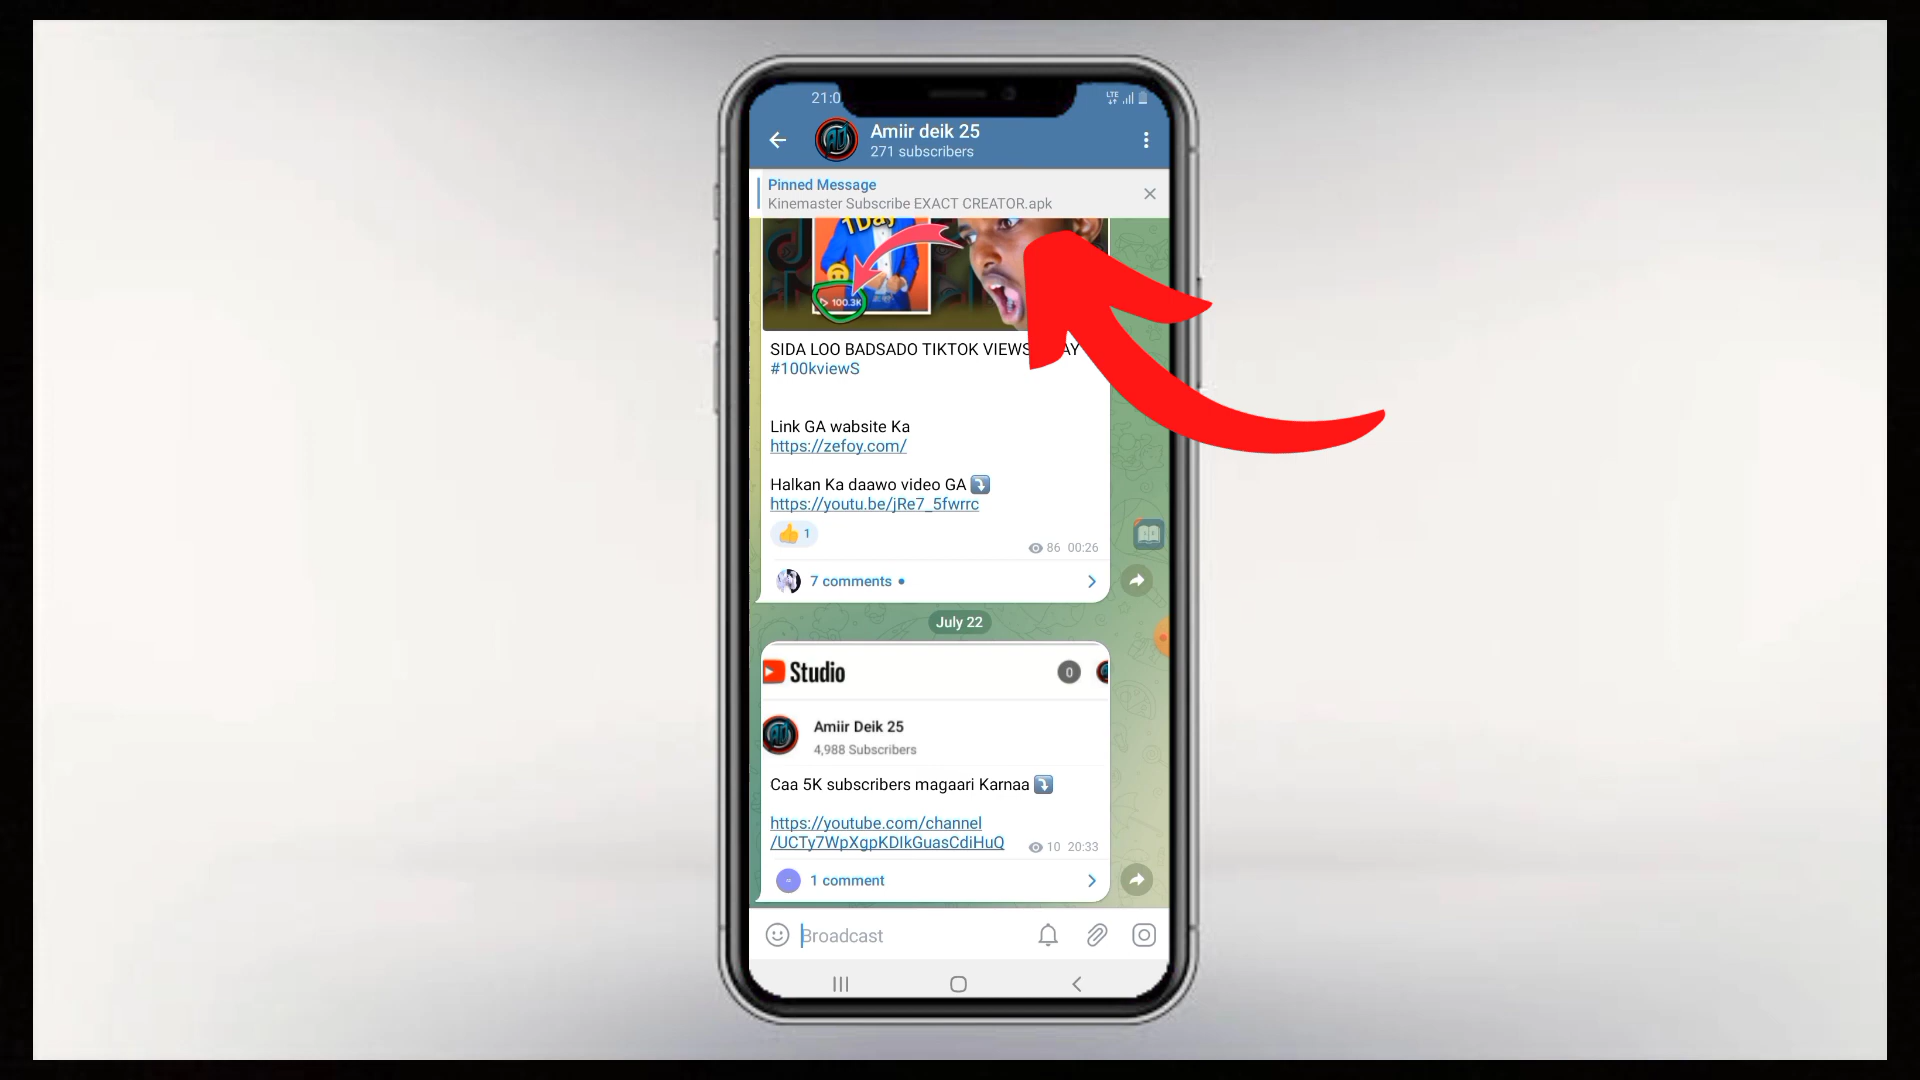 21:0
LTE
Amiir deik 25
271 subscribers
Pinned Message
Kinemaster Subscribe EXACT CREATOR.apk
1Day
100.3K
SIDA LOO BADSADO TIKTOK VIEWS
#100kviewS
Link GA wabsite Ka
https://zefoy.com/
Halkan Ka daawo video GA
https://youtu.be/jRe7_5fwrrc
1
86 00:26
7 comments
July 22
Studio
0
Amiir Deik 25
4,988 Subscribers
Caa 5K subscribers magaari Karnaa
https://youtube.com/channel
/UCTy7WpXgpKDIkGuasCdiHuQ
10 20:33
1 comment
Broadcast